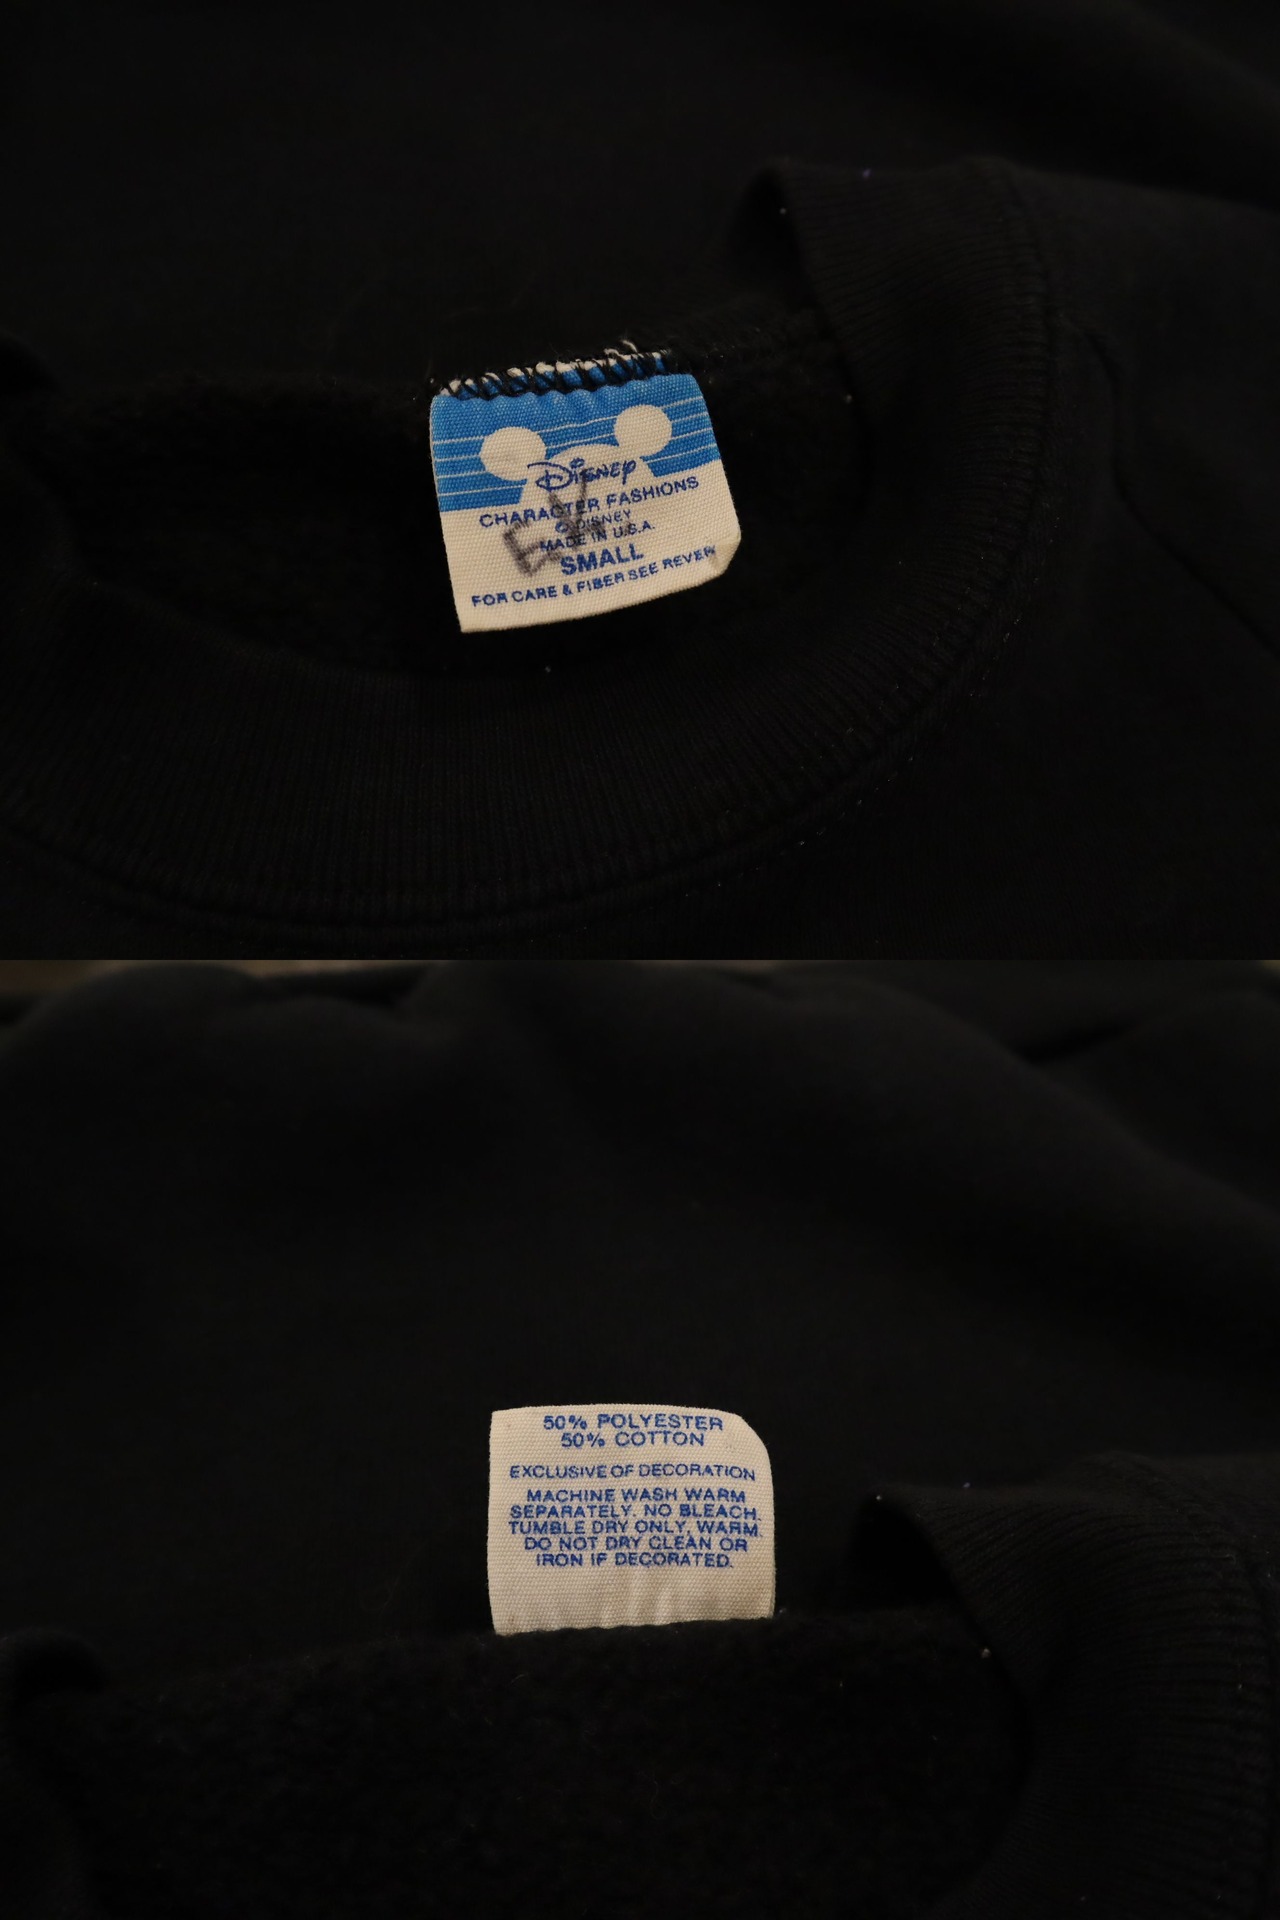 Disney
CHARACTER FASHIONS
© DISNEY
MADE IN U.S.A.
SMALL
FOR CARE & FIBER SEE REVER
50% POLYESTER
50% COTTON
EXCLUSIVE OF DECORATION
MACHINE WASH WARM
SEPARATELY. NO BLEACH.
TUMBLE DRY ONLY, WARM.
DO NOT DRY CLEAN OR
IRON IF DECORATED.